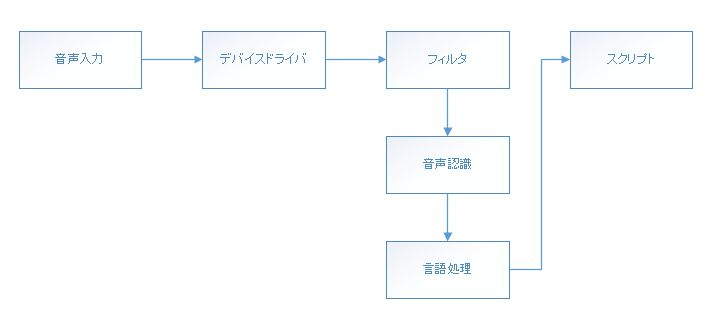 音声入力
デバイスドライバ
フィルタ
スクリプト
音声認識
言語処理